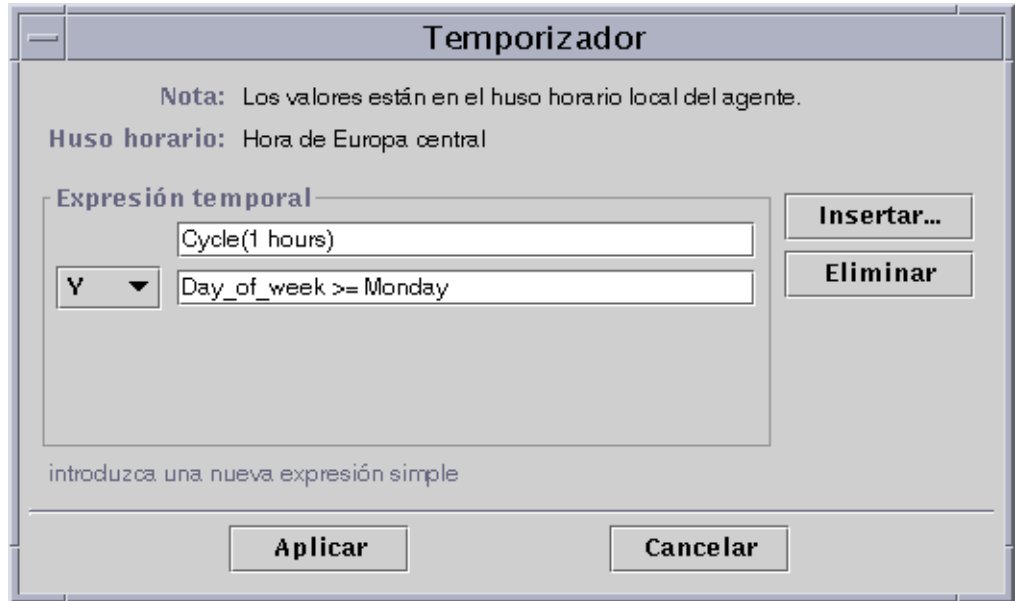 Temporizador
Nota: Los valores están en el huso horario local del agente.
Huso horario: Hora de Europa central
Expresión temporal
Cycle(1 hours)
Y Day_of_week >= Monday
Insertar...
Eliminar
introduzca una nueva expresión simple
Aplicar Cancelar